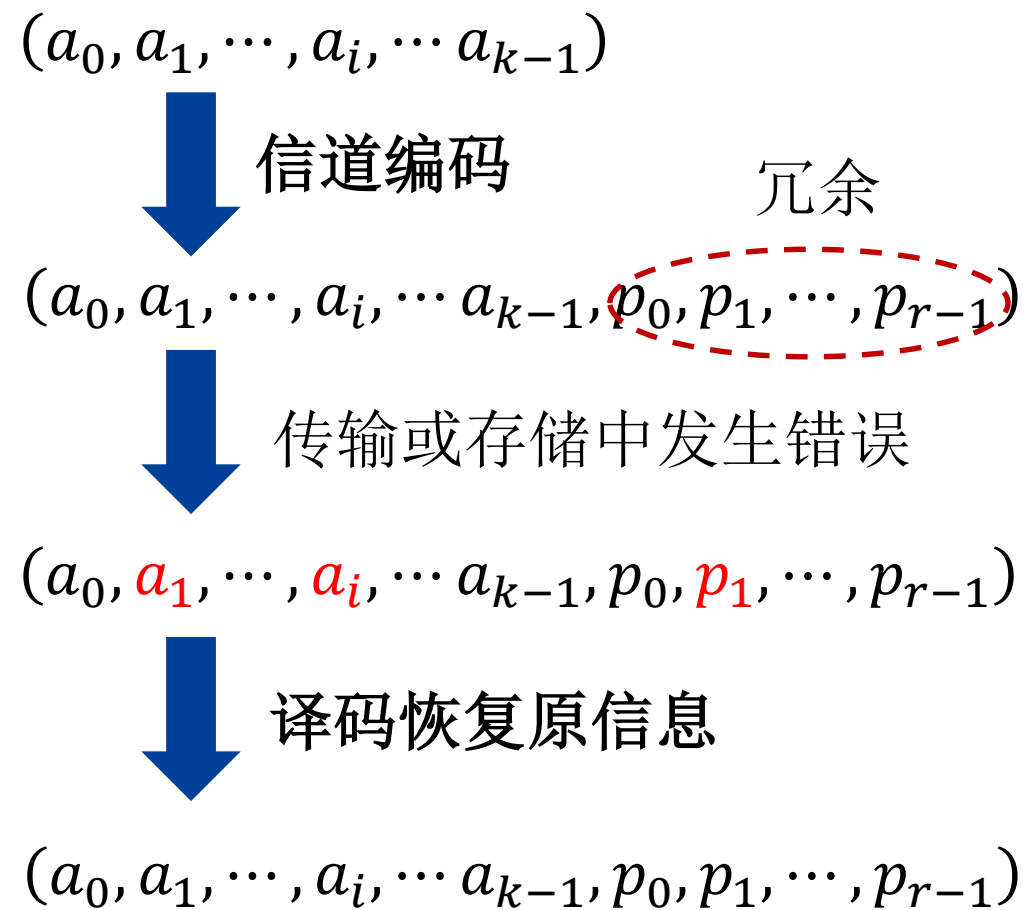 (a₀, a₁, ⋯, aᵢ, ⋯ aₖ₋₁)
信道编码
冗余
(a₀, a₁, ⋯, aᵢ, ⋯ aₖ₋₁, p₀, p₁, ⋯, pᵣ₋₁)
传输或存储中发生错误
(a₀, a₁, ⋯, aᵢ, ⋯ aₖ₋₁, p₀, p₁, ⋯, pᵣ₋₁)
译码恢复原信息
(a₀, a₁, ⋯, aᵢ, ⋯ aₖ₋₁, p₀, p₁, ⋯, pᵣ₋₁)